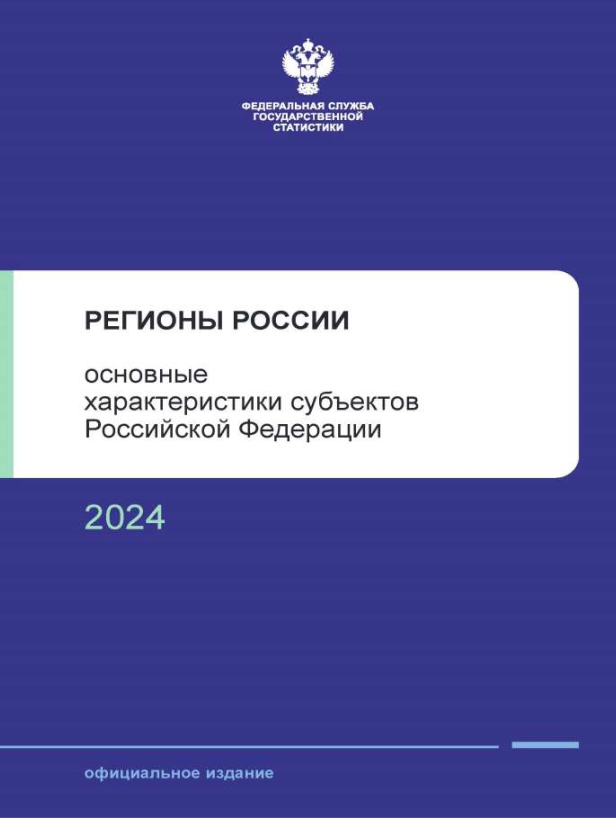 ФЕДЕРАЛЬНАЯ СЛУЖБА
ГОСУДАРСТВЕННОЙ
СТАТИСТИКИ
РЕГИОНЫ РОССИИ
основные
характеристики субъектов
Российской Федерации
2024
официальное издание